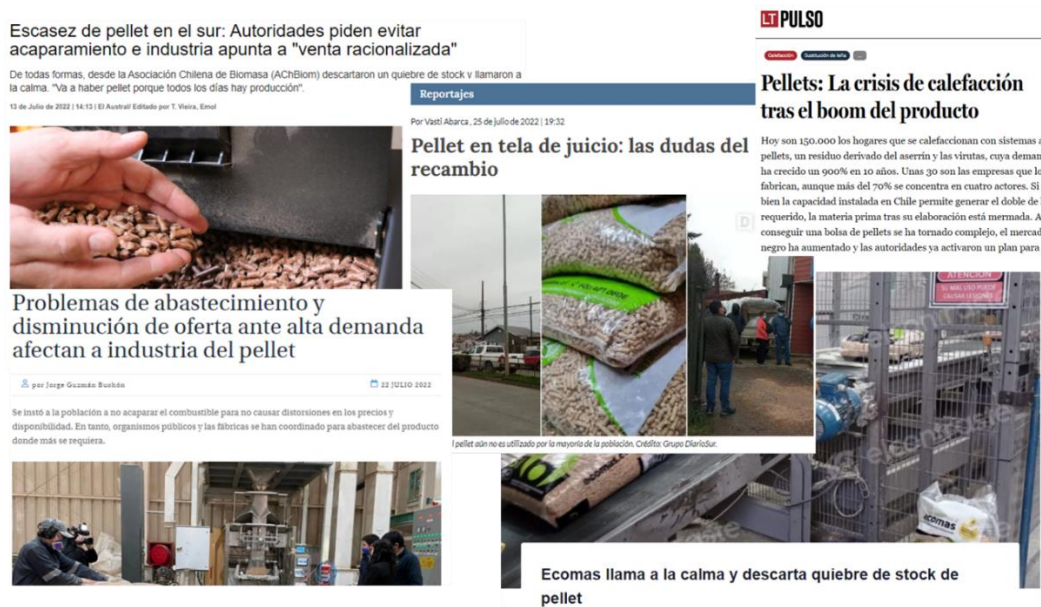 Escasez de pellet en el sur: Autoridades piden evitar
acaparamiento e industria apunta a "venta racionalizada"
De todas formas, desde la Asociación Chilena de Biomasa (AChBiom) descartaron un quiebre de stock y llamaron a
la calma. "Va a haber pellet porque todos los días hay producción".
13 de Julio de 2022 | 14:13 | El Austral/ Editado por T. Vieira, Emol
Problemas de abastecimiento y
disminución de oferta ante alta demanda
afectan a industria del pellet
por Jorge Guzmán Buchón
22 JULIO 2022
Se instó a la población a no acaparar el combustible para no causar distorsiones en los precios y
disponibilidad. En tanto, organismos públicos y las fábricas se han coordinado para abastecer del producto
donde más se requiera.
Reportajes
Por Vasti Abarca, 25 de julio de 2022 | 19:32
Pellet en tela de juicio: las dudas del
recambio
l pellet aún no es utilizado por la mayoría de la población. Crédito: Grupo DiarioSur.
LT PULSO
Calefacción
Sustitución de leña
Pellets: La crisis de calefacción
tras el boom del producto
Hoy son 150.000 los hogares que se calefaccionan con sistemas a
pellets, un residuo derivado del aserrín y las virutas, cuya deman
ha crecido un 900% en 10 años. Unas 30 son las empresas que lo
fabrican, aunque más del 70% se concentra en cuatro actores. Si
bien la capacidad instalada en Chile permite generar el doble de
requerido, la materia prima tras su elaboración está mermada. A
conseguir una bolsa de pellets se ha tornado complejo, el mercad
negro ha aumentado y las autoridades ya activaron un plan para
ATENCIÓN
SU MAL USO PUEDE
CAUSAR LESIONES
ecomas
Ecomas llama a la calma y descarta quiebre de stock de
pellet